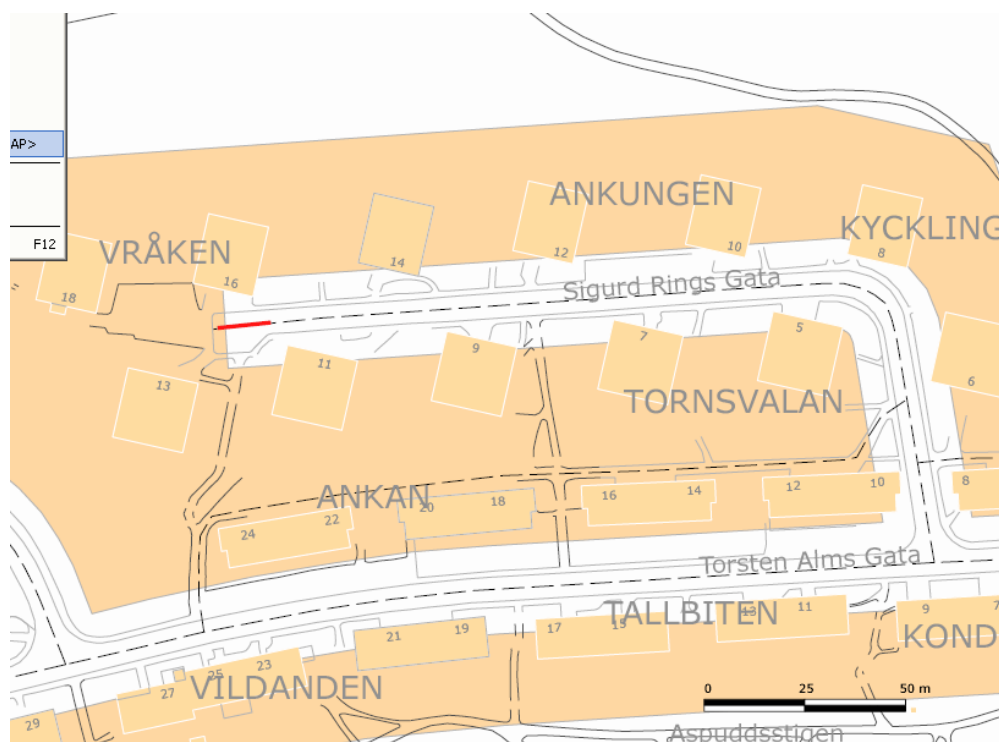 AP>
F12
ANKUNGEN
KYCKLING
VRÅKEN
18
16
14
12
10
8
Sigurd Rings Gata
13
11
9
7
5
6
TORNSVALAN
ANKAN
24
22
20
18
16
14
12
10
8
Torsten Alms Gata
TALLBITEN
KOND
VILDANDEN
29
27
25
23
21
19
17
15
13
11
9
7
0 25 50 m
Aspuddsstigen